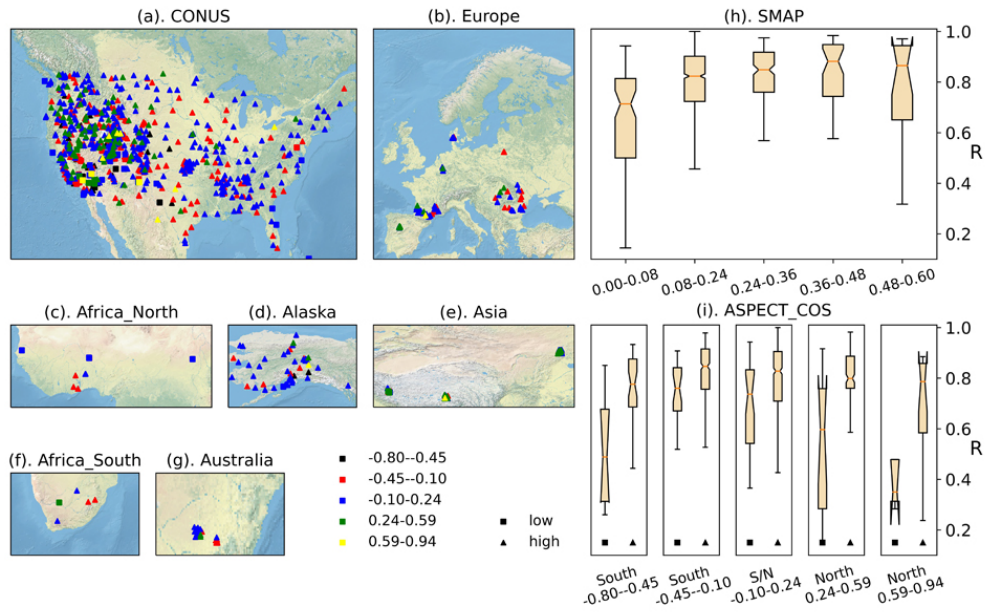 (a). CONUS
(b). Europe
(h). SMAP
1.0
0.8
0.6
0.4
0.2
R
0.00-0.08
0.08-0.24
0.24-0.36
0.36-0.48
0.48-0.60
(c). Africa_North
(d). Alaska
(e). Asia
(i). ASPECT_COS
1.0
0.8
0.6
0.4
0.2
R
South
-0.80--0.45
South
-0.45--0.10
S/N
-0.10-0.24
North
0.24-0.59
North
0.59-0.94
(f). Africa_South
(g). Australia
-0.80--0.45
-0.45--0.10
-0.10-0.24
0.24-0.59
0.59-0.94
low
high